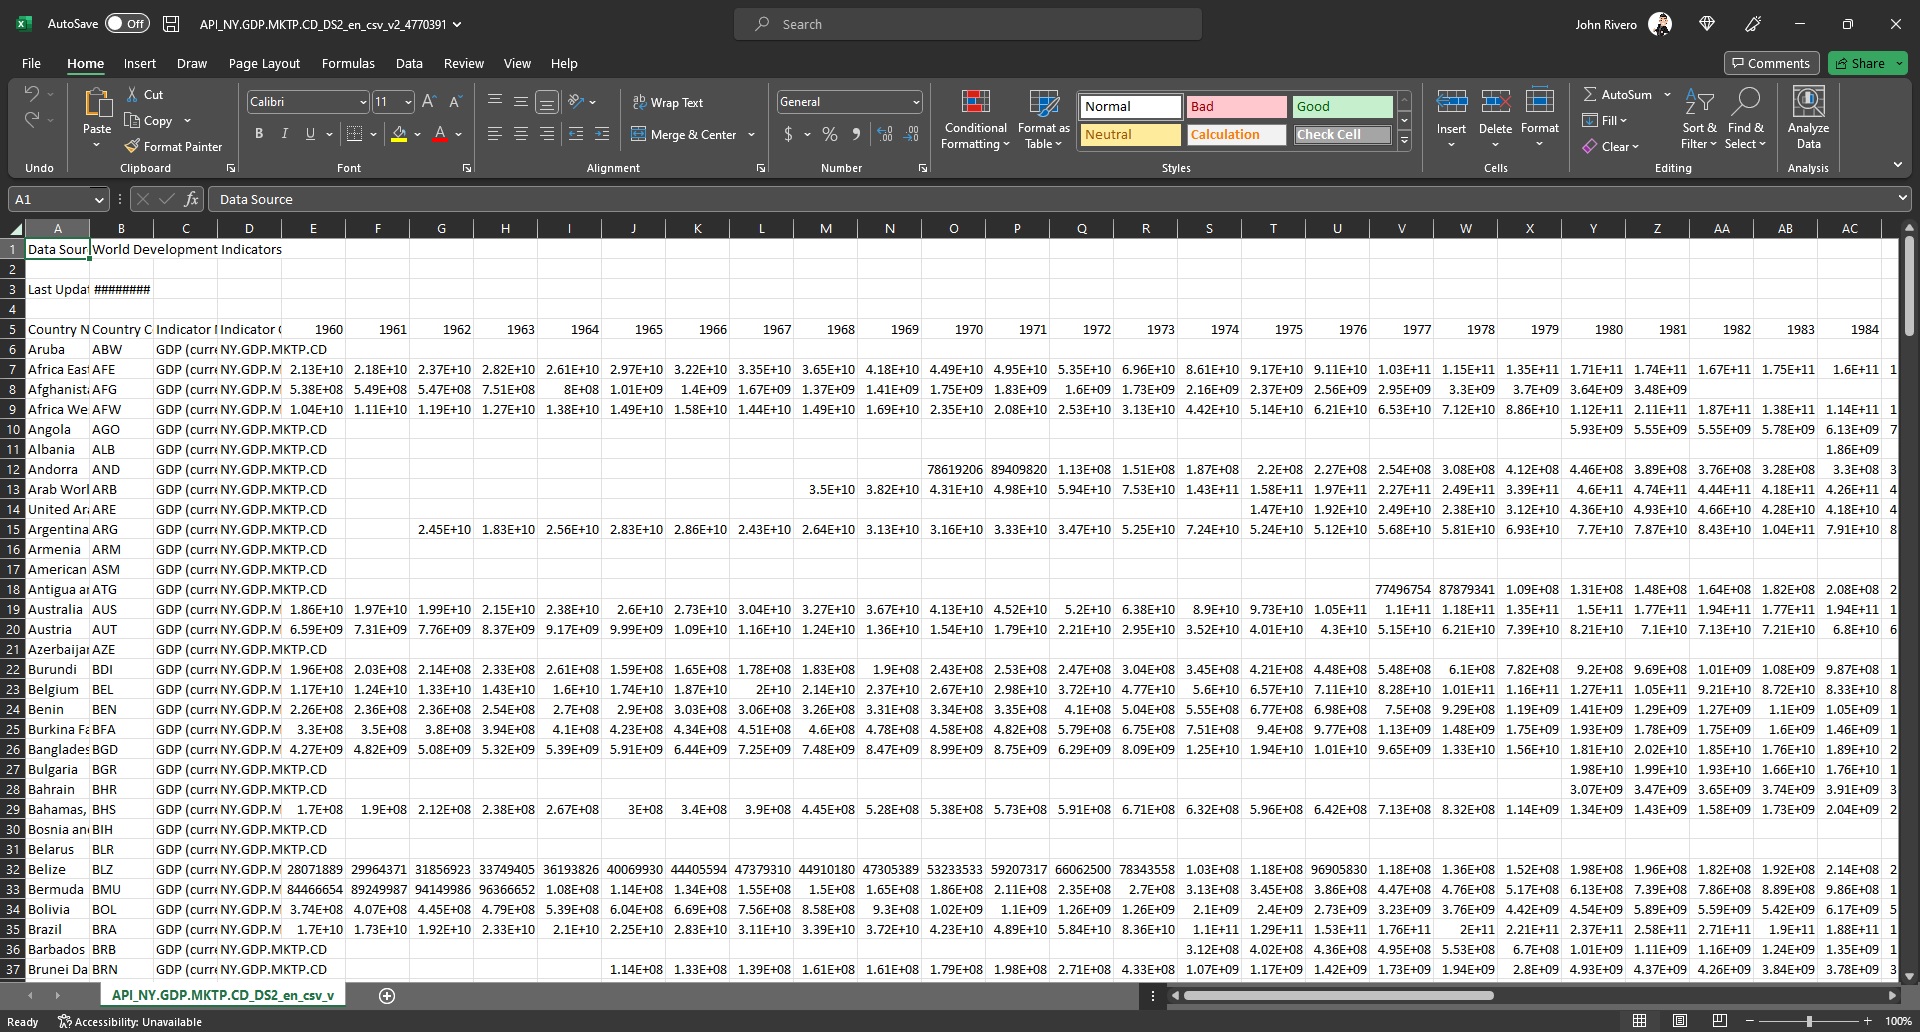 AutoSave Off API_NY.GDP.MKTP.CD_DS2_en_csv_v2_4770391 Search John Rivero
File Home Insert Draw Page Layout Formulas Data Review View Help Comments Share
Cut
Copy
Format Painter
Paste
Calibri 11
B I U
Wrap Text
Merge & Center
General
$ % 9
Conditional Formatting
Format as Table
Normal Bad Good
Neutral Calculation Check Cell
Insert Delete Format
AutoSum
Fill
Clear
Sort & Filter
Find & Select
Analyze Data
Undo Clipboard Font Alignment Number Styles Cells Editing Analysis
A1 fx Data Source
A B C D E F G H I J K L M N O P Q R S T U V W X Y Z AA AB AC
1 Data Sour World Development Indicators
2
3 Last Updat ########
4
5 Country N Country C Indicator I Indicator C 1960 1961 1962 1963 1964 1965 1966 1967 1968 1969 1970 1971 1972 1973 1974 1975 1976 1977 1978 1979 1980 1981 1982 1983 1984
6 Aruba ABW GDP (curre NY.GDP.MKTP.CD
7 Africa East AFE GDP (curre NY.GDP.M 2.13E+10 2.18E+10 2.37E+10 2.82E+10 2.61E+10 2.97E+10 3.22E+10 3.35E+10 3.65E+10 4.18E+10 4.49E+10 4.95E+10 5.35E+10 6.96E+10 8.61E+10 9.17E+10 9.11E+10 1.03E+11 1.15E+11 1.35E+11 1.71E+11 1.74E+11 1.67E+11 1.75E+11 1.6E+11 1
8 Afghanista AFG GDP (curre NY.GDP.M 5.38E+08 5.49E+08 5.47E+08 7.51E+08 8E+08 1.01E+09 1.4E+09 1.67E+09 1.37E+09 1.41E+09 1.75E+09 1.83E+09 1.6E+09 1.73E+09 2.16E+09 2.37E+09 2.56E+09 2.95E+09 3.3E+09 3.7E+09 3.64E+09 3.48E+09
9 Africa We AFW GDP (curre NY.GDP.M 1.04E+10 1.11E+10 1.19E+10 1.27E+10 1.38E+10 1.49E+10 1.58E+10 1.44E+10 1.49E+10 1.69E+10 2.35E+10 2.08E+10 2.53E+10 3.13E+10 4.42E+10 5.14E+10 6.21E+10 6.53E+10 7.12E+10 8.86E+10 1.12E+11 2.11E+11 1.87E+11 1.38E+11 1.14E+11 1
10 Angola AGO GDP (curre NY.GDP.MKTP.CD 5.93E+09 5.55E+09 5.55E+09 5.78E+09 6.13E+09 7
11 Albania ALB GDP (curre NY.GDP.MKTP.CD 1.86E+09
12 Andorra AND GDP (curre NY.GDP.MKTP.CD 78619206 89409820 1.13E+08 1.51E+08 1.87E+08 2.2E+08 2.27E+08 2.54E+08 3.08E+08 4.12E+08 4.46E+08 3.89E+08 3.76E+08 3.28E+08 3.3E+08 3
13 Arab Worl ARB GDP (curre NY.GDP.MKTP.CD 3.5E+10 3.82E+10 4.31E+10 4.98E+10 5.94E+10 7.53E+10 1.43E+11 1.58E+11 1.97E+11 2.27E+11 2.49E+11 3.39E+11 4.6E+11 4.74E+11 4.44E+11 4.18E+11 4.26E+11 4
14 United Ara ARE GDP (curre NY.GDP.MKTP.CD 1.47E+10 1.92E+10 2.49E+10 2.38E+10 3.12E+10 4.36E+10 4.93E+10 4.66E+10 4.28E+10 4.18E+10 4
15 Argentina ARG GDP (curre NY.GDP.MKTP.CD 2.45E+10 1.83E+10 2.56E+10 2.83E+10 2.86E+10 2.43E+10 2.64E+10 3.13E+10 3.16E+10 3.33E+10 3.47E+10 5.25E+10 7.24E+10 5.24E+10 5.12E+10 5.68E+10 5.81E+10 6.93E+10 7.7E+10 7.87E+10 8.43E+10 1.04E+11 7.91E+10 8
16 Armenia ARM GDP (curre NY.GDP.MKTP.CD
17 American ASM GDP (curre NY.GDP.MKTP.CD
18 Antigua ar ATG GDP (curre NY.GDP.MKTP.CD 77496754 87879341 1.09E+08 1.31E+08 1.48E+08 1.64E+08 1.82E+08 2.08E+08 2
19 Australia AUS GDP (curre NY.GDP.M 1.86E+10 1.97E+10 1.99E+10 2.15E+10 2.38E+10 2.6E+10 2.73E+10 3.04E+10 3.27E+10 3.67E+10 4.13E+10 4.52E+10 5.2E+10 6.38E+10 8.9E+10 9.73E+10 1.05E+11 1.1E+11 1.18E+11 1.35E+11 1.5E+11 1.77E+11 1.94E+11 1.77E+11 1.94E+11 1
20 Austria AUT GDP (curre NY.GDP.M 6.59E+09 7.31E+09 7.76E+09 8.37E+09 9.17E+09 9.99E+09 1.09E+10 1.16E+10 1.24E+10 1.36E+10 1.54E+10 1.79E+10 2.21E+10 2.95E+10 3.52E+10 4.01E+10 4.3E+10 5.15E+10 6.21E+10 7.39E+10 8.21E+10 7.1E+10 7.13E+10 7.21E+10 6.8E+10 6
21 Azerbaijan AZE GDP (curre NY.GDP.MKTP.CD
22 Burundi BDI GDP (curre NY.GDP.M 1.96E+08 2.03E+08 2.14E+08 2.33E+08 2.61E+08 1.59E+08 1.65E+08 1.78E+08 1.83E+08 1.9E+08 2.43E+08 2.53E+08 2.47E+08 3.04E+08 3.45E+08 4.21E+08 4.48E+08 5.48E+08 6.1E+08 7.82E+08 9.2E+08 9.69E+08 1.01E+09 1.08E+09 9.87E+08 1
23 Belgium BEL GDP (curre NY.GDP.M 1.17E+10 1.24E+10 1.33E+10 1.43E+10 1.6E+10 1.74E+10 1.87E+10 2E+10 2.14E+10 2.37E+10 2.67E+10 2.98E+10 3.72E+10 4.77E+10 5.6E+10 6.57E+10 7.11E+10 8.28E+10 1.01E+11 1.16E+11 1.27E+11 1.05E+11 9.21E+10 8.72E+10 8.33E+10 8
24 Benin BEN GDP (curre NY.GDP.M 2.26E+08 2.36E+08 2.36E+08 2.54E+08 2.7E+08 2.9E+08 3.03E+08 3.06E+08 3.26E+08 3.31E+08 3.34E+08 3.35E+08 4.1E+08 5.04E+08 5.55E+08 6.77E+08 6.98E+08 7.5E+08 9.29E+08 1.19E+09 1.41E+09 1.29E+09 1.27E+09 1.1E+09 1.05E+09 1
25 Burkina Fa BFA GDP (curre NY.GDP.M 3.3E+08 3.5E+08 3.8E+08 3.94E+08 4.1E+08 4.23E+08 4.34E+08 4.51E+08 4.6E+08 4.78E+08 4.58E+08 4.82E+08 5.79E+08 6.75E+08 7.51E+08 9.4E+08 9.77E+08 1.13E+09 1.48E+09 1.75E+09 1.93E+09 1.78E+09 1.75E+09 1.6E+09 1.46E+09 1
26 Banglades BGD GDP (curre NY.GDP.M 4.27E+09 4.82E+09 5.08E+09 5.32E+09 5.39E+09 5.91E+09 6.44E+09 7.25E+09 7.48E+09 8.47E+09 8.99E+09 8.75E+09 6.29E+09 8.09E+09 1.25E+10 1.94E+10 1.01E+10 9.65E+09 1.33E+10 1.56E+10 1.81E+10 2.02E+10 1.85E+10 1.76E+10 1.89E+10 2
27 Bulgaria BGR GDP (curre NY.GDP.MKTP.CD 1.98E+10 1.99E+10 1.93E+10 1.66E+10 1.76E+10 1
28 Bahrain BHR GDP (curre NY.GDP.MKTP.CD 3.07E+09 3.47E+09 3.65E+09 3.74E+09 3.91E+09 3
29 Bahamas, BHS GDP (curre NY.GDP.M 1.7E+08 1.9E+08 2.12E+08 2.38E+08 2.67E+08 3E+08 3.4E+08 3.9E+08 4.45E+08 5.28E+08 5.38E+08 5.73E+08 5.91E+08 6.71E+08 6.32E+08 5.96E+08 6.42E+08 7.13E+08 8.32E+08 1.14E+09 1.34E+09 1.43E+09 1.58E+09 1.73E+09 2.04E+09 2
30 Bosnia and BIH GDP (curre NY.GDP.MKTP.CD
31 Belarus BLR GDP (curre NY.GDP.MKTP.CD
32 Belize BLZ GDP (curre NY.GDP.M 28071889 29964371 31856923 33749405 36193826 40069930 44405594 47379310 44910180 47305389 53233533 59207317 66062500 78343558 1.03E+08 1.18E+08 96905830 1.18E+08 1.36E+08 1.52E+08 1.98E+08 1.96E+08 1.82E+08 1.92E+08 2.14E+08 2
33 Bermuda BMU GDP (curre NY.GDP.M 84466654 89249987 94149986 96366652 1.08E+08 1.14E+08 1.34E+08 1.55E+08 1.5E+08 1.65E+08 1.86E+08 2.11E+08 2.35E+08 2.7E+08 3.13E+08 3.45E+08 3.86E+08 4.47E+08 4.76E+08 5.17E+08 6.13E+08 7.39E+08 7.86E+08 8.89E+08 9.86E+08 1
34 Bolivia BOL GDP (curre NY.GDP.M 3.74E+08 4.07E+08 4.45E+08 4.79E+08 5.39E+08 6.04E+08 6.69E+08 7.56E+08 8.58E+08 9.3E+08 1.02E+09 1.1E+09 1.26E+09 1.26E+09 2.1E+09 2.4E+09 2.73E+09 3.23E+09 3.76E+09 4.42E+09 4.54E+09 5.89E+09 5.59E+09 5.42E+09 6.17E+09 5
35 Brazil BRA GDP (curre NY.GDP.M 1.7E+10 1.73E+10 1.92E+10 2.33E+10 2.1E+10 2.25E+10 2.83E+10 3.11E+10 3.39E+10 3.72E+10 4.23E+10 4.89E+10 5.84E+10 8.36E+10 1.1E+11 1.29E+11 1.53E+11 1.76E+11 2E+11 2.21E+11 2.37E+11 2.58E+11 2.71E+11 1.9E+11 1.88E+11 1
36 Barbados BRB GDP (curre NY.GDP.MKTP.CD 3.12E+08 4.02E+08 4.36E+08 4.95E+08 5.53E+08 6.7E+08 1.01E+09 1.11E+09 1.16E+09 1.24E+09 1.35E+09 1
37 Brunei Da BRN GDP (curre NY.GDP.MKTP.CD 1.14E+08 1.33E+08 1.39E+08 1.61E+08 1.61E+08 1.79E+08 1.98E+08 2.71E+08 4.33E+08 1.07E+09 1.17E+09 1.42E+09 1.73E+09 1.94E+09 2.8E+09 4.93E+09 4.37E+09 4.26E+09 3.84E+09 3.78E+09 3
API_NY.GDP.MKTP.CD_DS2_en_csv_v
Ready Accessibility: Unavailable 100%